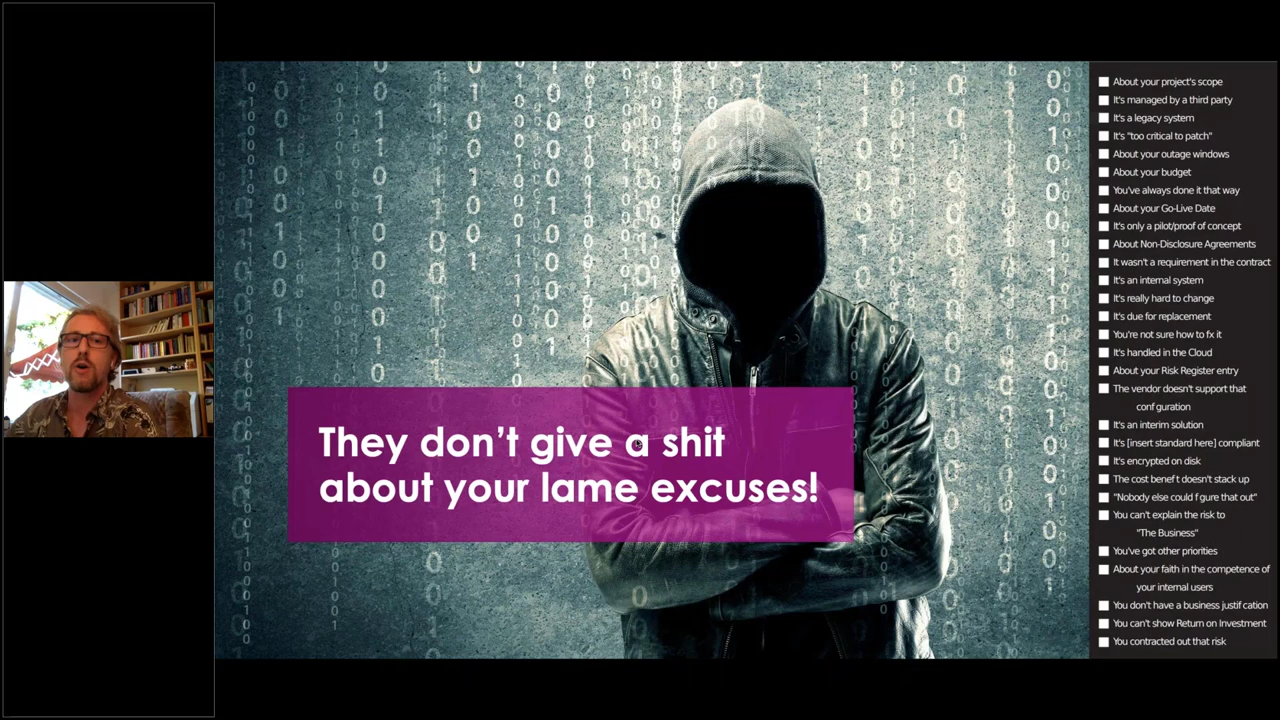 They don't give a shit
about your lame excuses!
About your project's scope
It's managed by a third party
It's a legacy system
It's "too critical to patch"
About your outage windows
About your budget
You've always done it that way
About your Go-Live Date
It's only a pilot/proof of concept
About Non-Disclosure Agreements
It wasn't a requirement in the contract
It's an internal system
It's really hard to change
It's due for replacement
You're not sure how to fx it
It's handled in the Cloud
About your Risk Register entry
The vendor doesn't support that
conf guration
It's an interim solution
It's [insert standard here] compliant
It's encrypted on disk
The cost benef t doesn't stack up
"Nobody else could f gure that out"
You can't explain the risk to
"The Business"
You've got other priorities
About your faith in the competence of
your internal users
You don't have a business justif cation
You can't show Return on Investment
You contracted out that risk